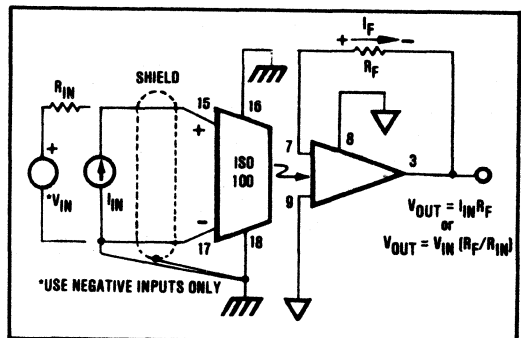 I_F
+ -
R_F
SHIELD
R_IN
15
16
+
7
8
ISO
100
3
+
*V_IN
I_IN
9
-
17
18
V_OUT = I_IN R_F
or
V_OUT = V_IN (R_F/R_IN)
*USE NEGATIVE INPUTS ONLY